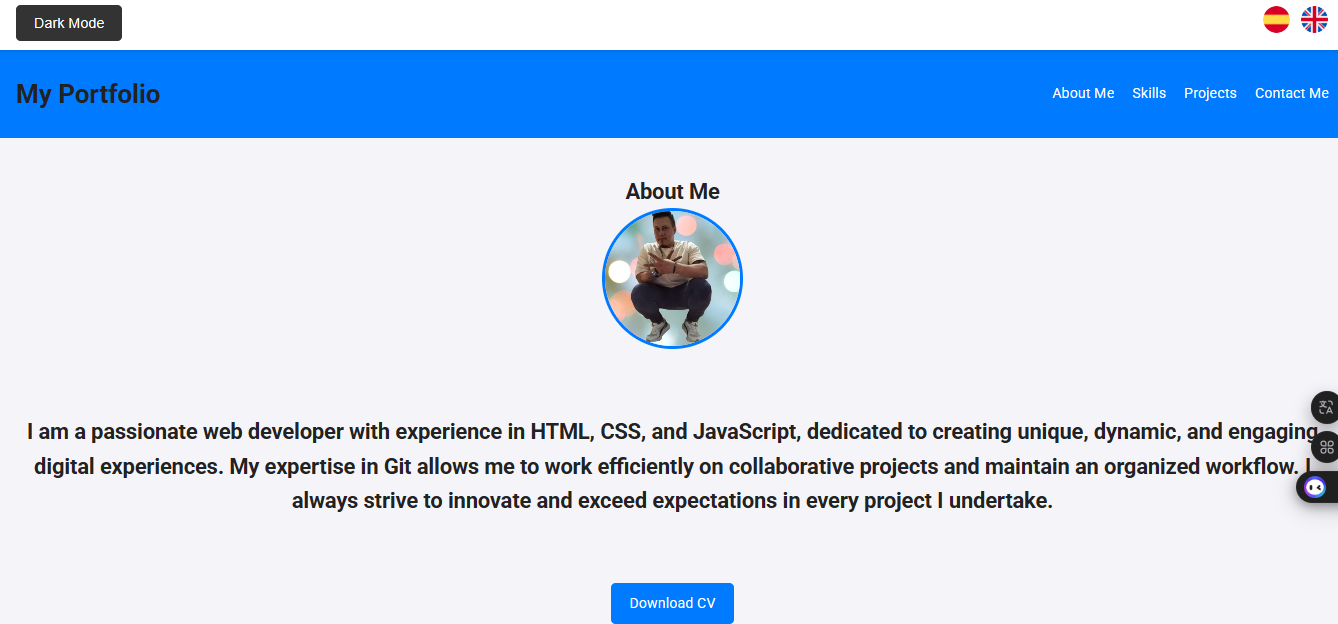 Dark Mode
My Portfolio
About Me
Skills
Projects
Contact Me
About Me
I am a passionate web developer with experience in HTML, CSS, and JavaScript, dedicated to creating unique, dynamic, and engaging
digital experiences. My expertise in Git allows me to work efficiently on collaborative projects and maintain an organized workflow. I
always strive to innovate and exceed expectations in every project I undertake.
Download CV